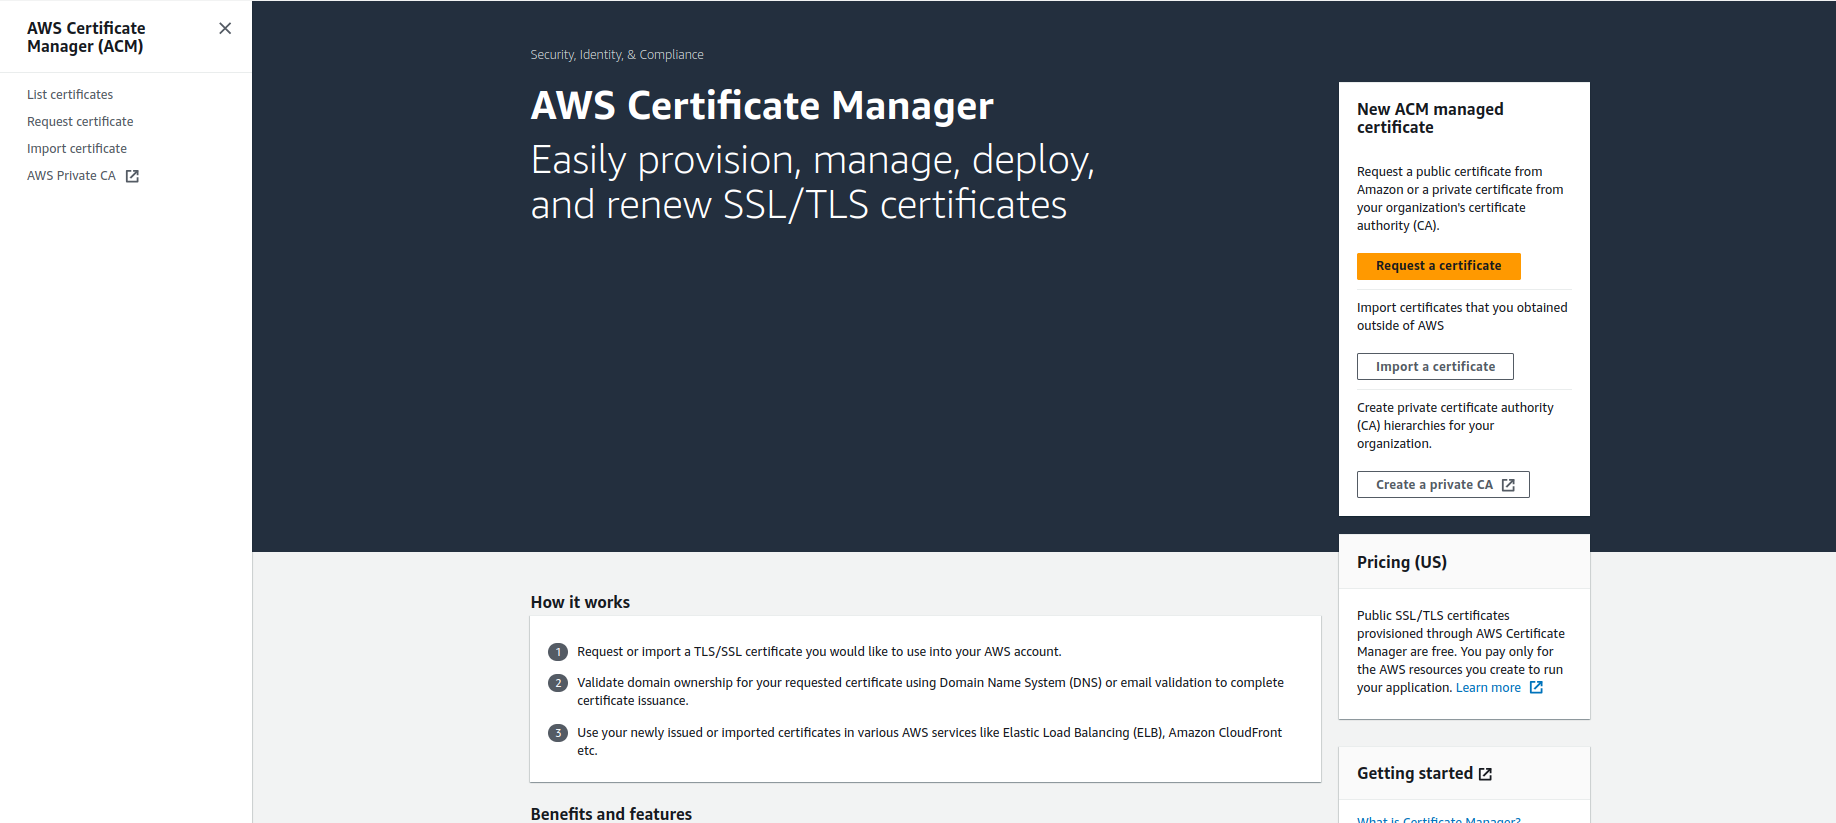 AWS Certificate
Manager (ACM)
List certificates
Request certificate
Import certificate
AWS Private CA
Security, Identity, & Compliance
AWS Certificate Manager
Easily provision, manage, deploy,
and renew SSL/TLS certificates
New ACM managed
certificate
Request a public certificate from
Amazon or a private certificate from
your organization's certificate
authority (CA).
Request a certificate
Import certificates that you obtained
outside of AWS
Import a certificate
Create private certificate authority
(CA) hierarchies for your
organization.
Create a private CA
How it works
1 Request or import a TLS/SSL certificate you would like to use into your AWS account.
2 Validate domain ownership for your requested certificate using Domain Name System (DNS) or email validation to complete
certificate issuance.
3 Use your newly issued or imported certificates in various AWS services like Elastic Load Balancing (ELB), Amazon CloudFront
etc.
Benefits and features
Pricing (US)
Public SSL/TLS certificates
provisioned through AWS Certificate
Manager are free. You pay only for
the AWS resources you create to run
your application. Learn more
Getting started
What is Certificate Manager?